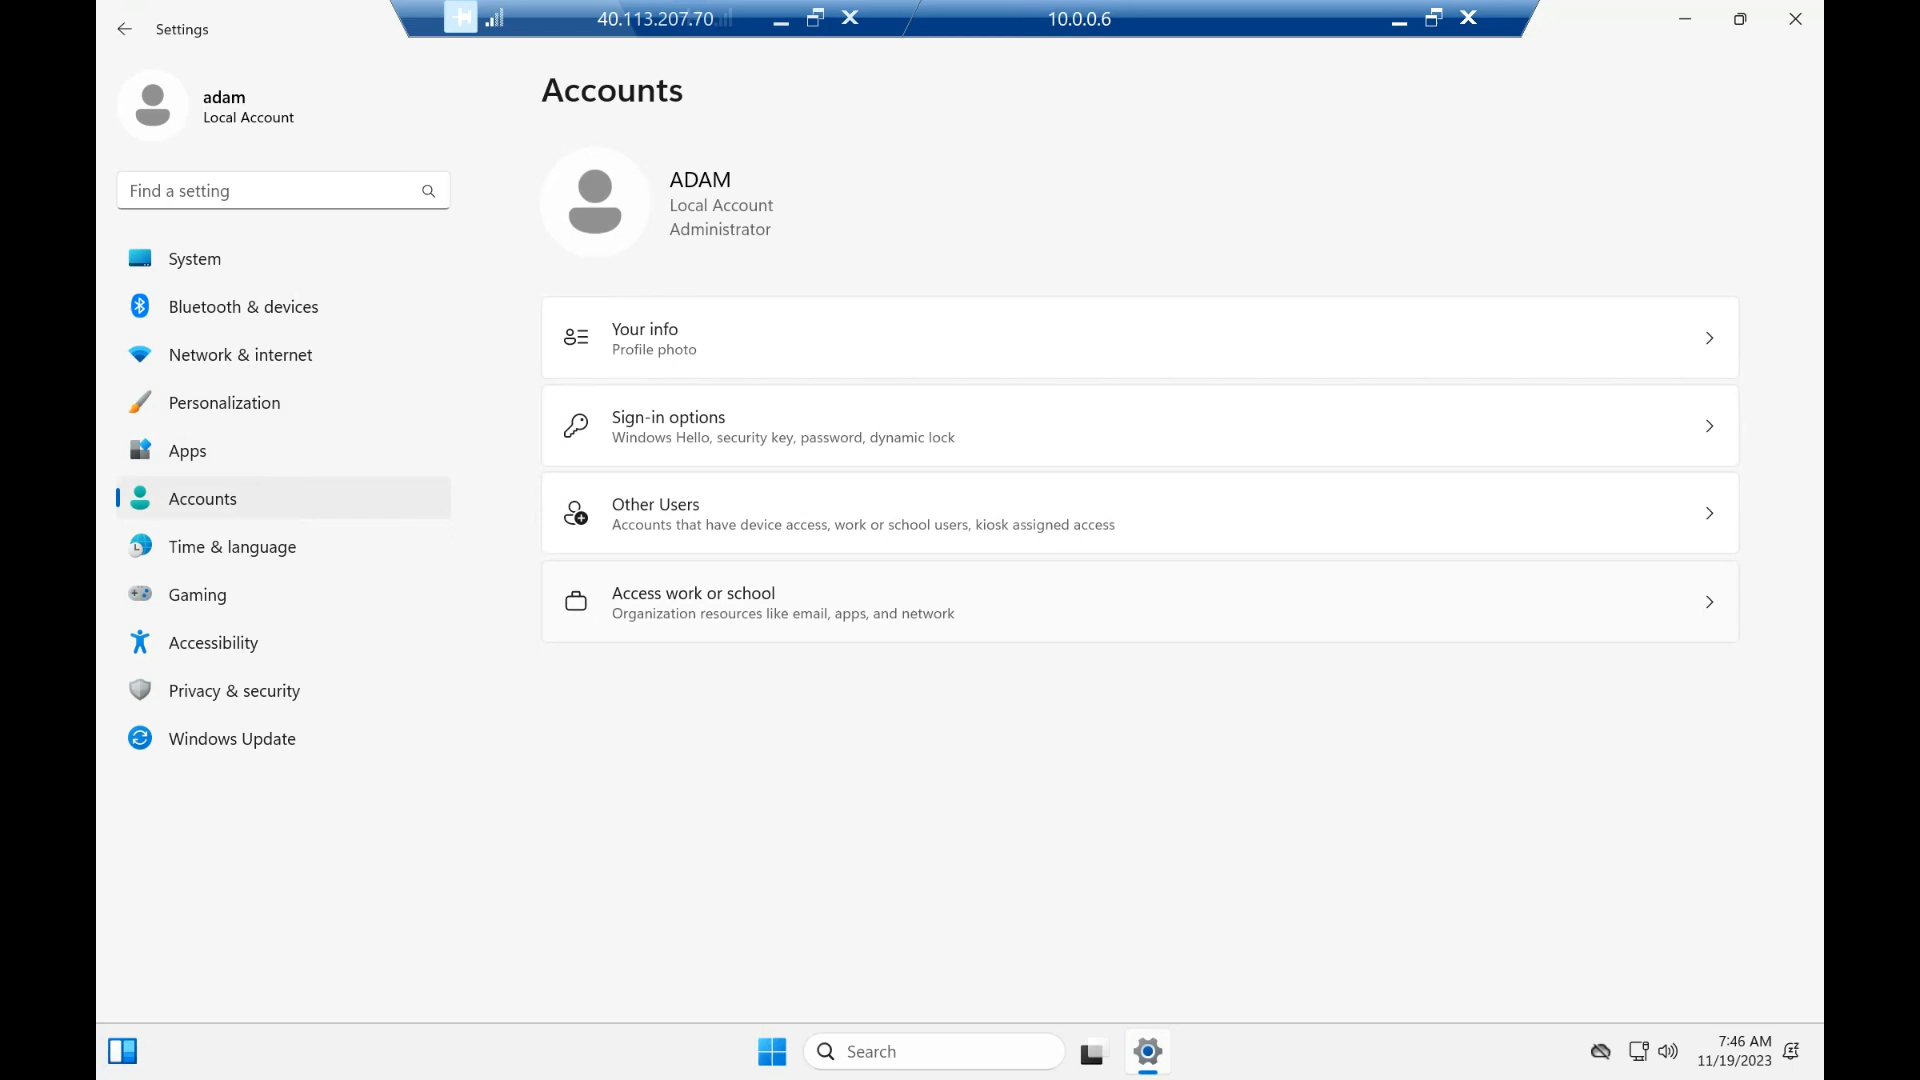 Settings
40.113.207.70
10.0.0.6
adam
Local Account
Find a setting
System
Bluetooth & devices
Network & internet
Personalization
Apps
Accounts
Time & language
Gaming
Accessibility
Privacy & security
Windows Update
Accounts
ADAM
Local Account
Administrator
Your info
Profile photo
Sign-in options
Windows Hello, security key, password, dynamic lock
Other Users
Accounts that have device access, work or school users, kiosk assigned access
Access work or school
Organization resources like email, apps, and network
Search
7:46 AM
11/19/2023